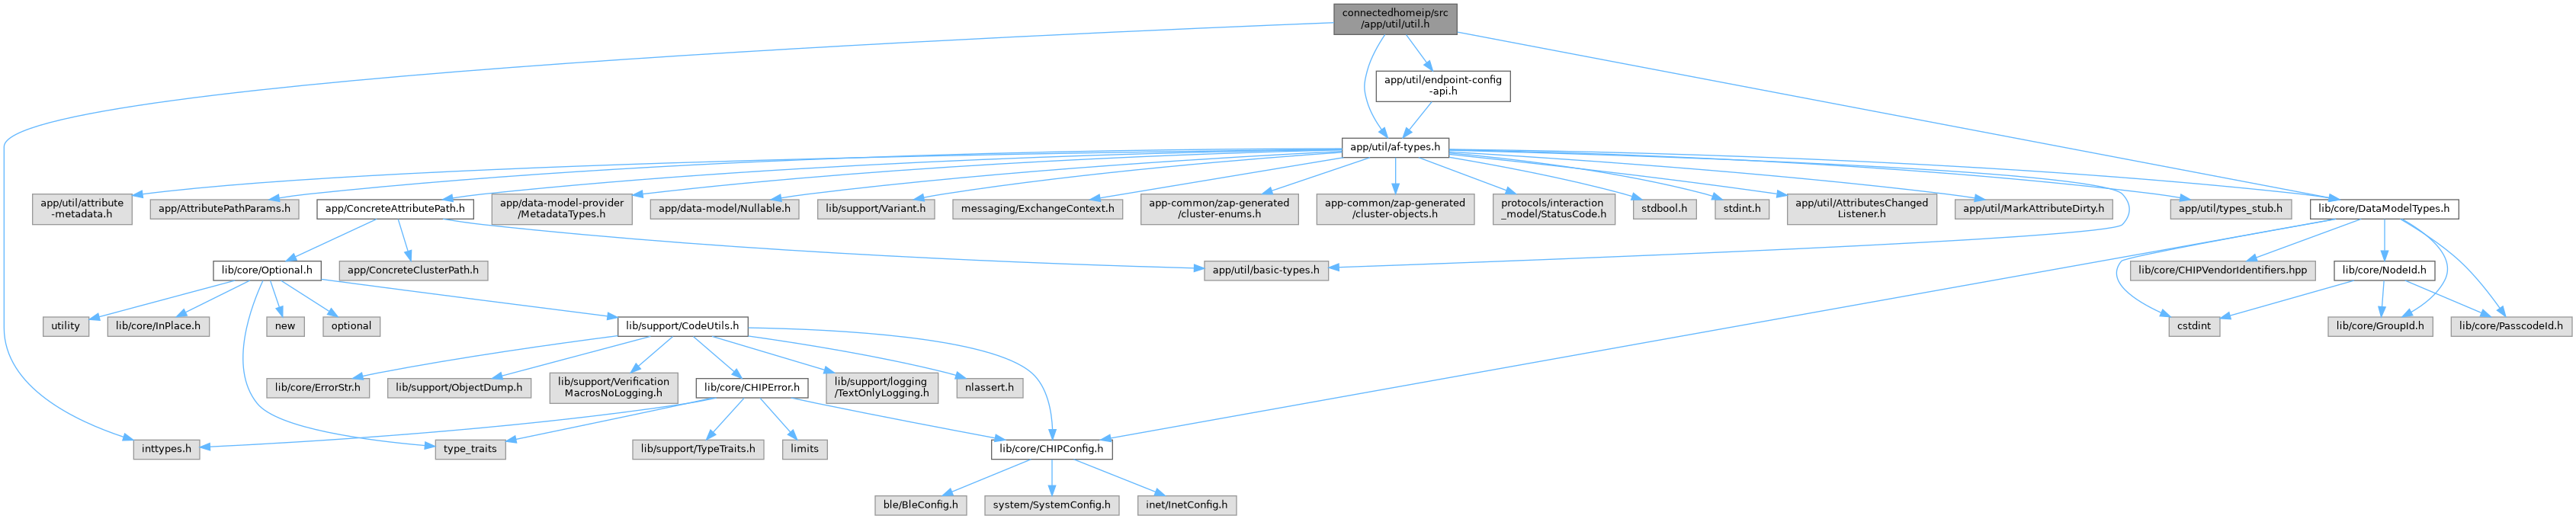 connectedhomeip/src
/app/util/util.h
app/util/endpoint-config
-api.h
app/util/af-types.h
app/util/attribute
-metadata.h
app/AttributePathParams.h
app/ConcreteAttributePath.h
app/data-model-provider
/MetadataTypes.h
app/data-model/Nullable.h
lib/support/Variant.h
messaging/ExchangeContext.h
app-common/zap-generated
/cluster-enums.h
app-common/zap-generated
/cluster-objects.h
protocols/interaction
_model/StatusCode.h
stdbool.h
stdint.h
app/util/AttributesChanged
Listener.h
app/util/MarkAttributeDirty.h
app/util/types_stub.h
lib/core/DataModelTypes.h
lib/core/Optional.h
app/ConcreteClusterPath.h
app/util/basic-types.h
lib/core/CHIPVendorIdentifiers.hpp
lib/core/NodeId.h
utility
lib/core/InPlace.h
new
optional
lib/support/CodeUtils.h
cstdint
lib/core/GroupId.h
lib/core/PasscodeId.h
lib/core/ErrorStr.h
lib/support/ObjectDump.h
lib/support/Verification
MacrosNoLogging.h
lib/core/CHIPError.h
lib/support/logging
/TextOnlyLogging.h
nlassert.h
inttypes.h
type_traits
lib/support/TypeTraits.h
limits
lib/core/CHIPConfig.h
ble/BleConfig.h
system/SystemConfig.h
inet/InetConfig.h